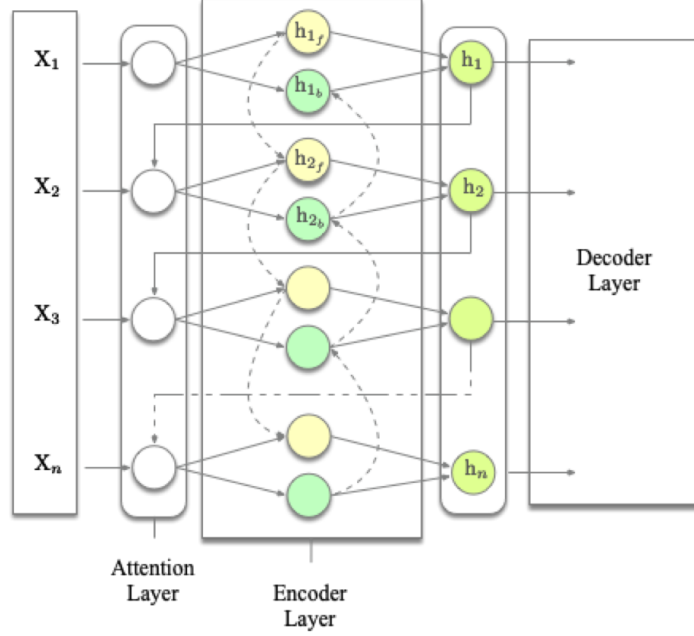 X₁
h₁f
h₁
h₁b
X₂
h₂f
h₂
h₂b
X₃
Decoder
Layer
Xₙ
hₙ
Attention
Layer
Encoder
Layer